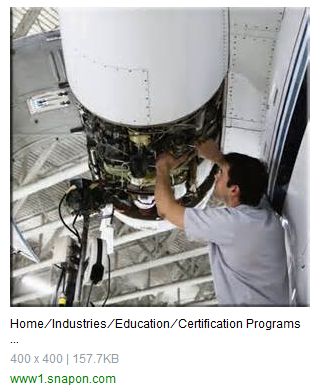 Home/Industries/Education/Certification Programs
...
400 x 400 | 157.7KB
www1.snapon.com